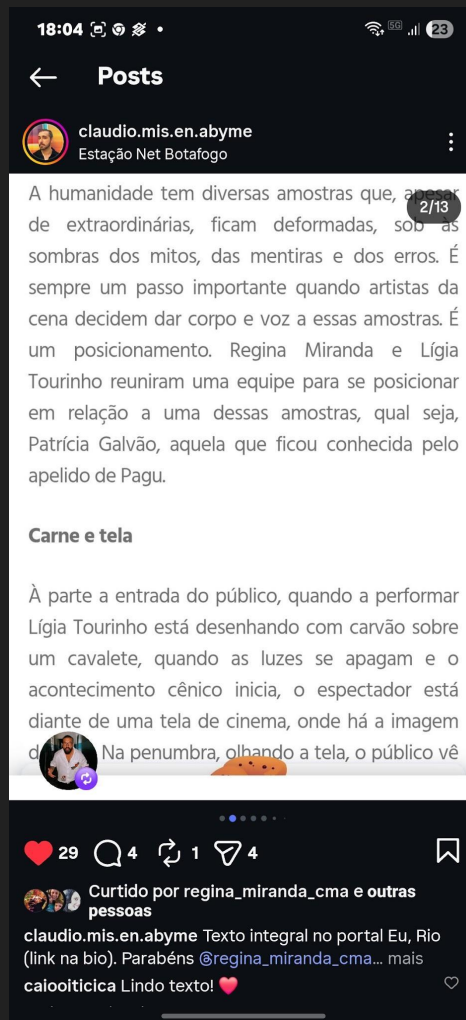 18:04
5G
23
Posts
claudio.mis.en.abyme
Estação Net Botafogo
2/13
A humanidade tem diversas amostras que, apesar
de extraordinárias, ficam deformadas, sob às
sombras dos mitos, das mentiras e dos erros. É
sempre um passo importante quando artistas da
cena decidem dar corpo e voz a essas amostras. É
um posicionamento. Regina Miranda e Lígia
Tourinho reuniram uma equipe para se posicionar
em relação a uma dessas amostras, qual seja,
Patrícia Galvão, aquela que ficou conhecida pelo
apelido de Pagu.
Carne e tela
À parte a entrada do público, quando a performar
Lígia Tourinho está desenhando com carvão sobre
um cavalete, quando as luzes se apagam e o
acontecimento cênico inicia, o espectador está
diante de uma tela de cinema, onde há a imagem
Na penumbra, olhando a tela, o público vê
29 4 1 4
Curtido por regina_miranda_cma e outras
pessoas
claudio.mis.en.abyme Texto integral no portal Eu, Rio
(link na bio). Parabéns @regina_miranda_cma... mais
caiooiticica Lindo texto!